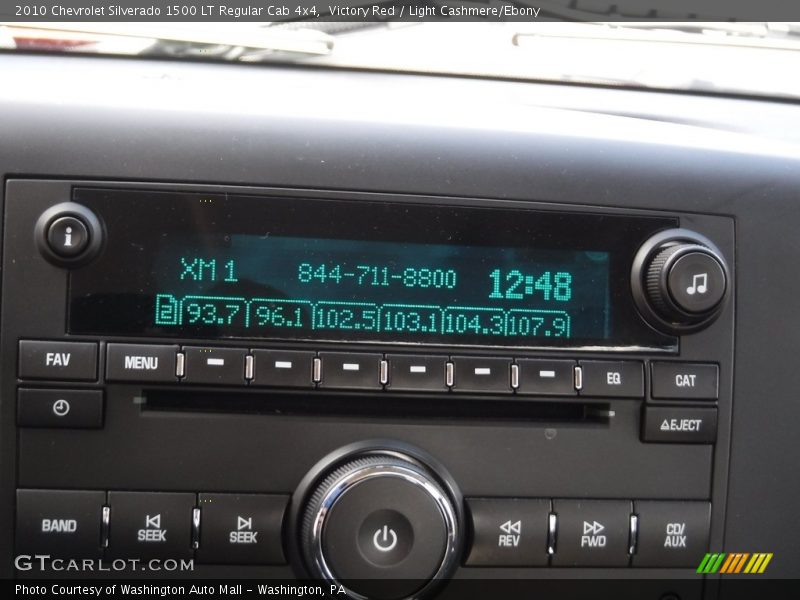 2010 Chevrolet Silverado 1500 LT Regular Cab 4x4, Victory Red / Light Cashmere/Ebony
i
XM 1 844-711-8800 12:48
2 93.7 96.1 102.5 103.1 104.3 107.9
FAV MENU EQ CAT
EJECT
BAND SEEK SEEK REV FWD CD/AUX
GTCARLOT.COM
Photo Courtesy of Washington Auto Mall - Washington, PA